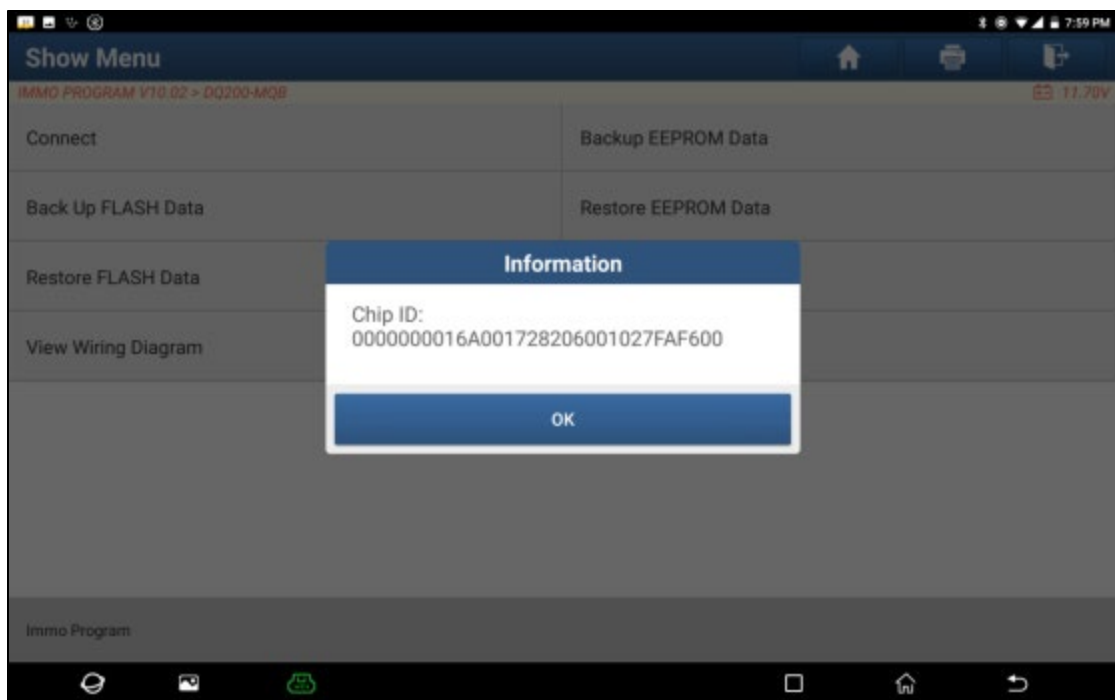 7:59 PM
Show Menu
IMMO PROGRAM V10.02 > DQ200-MQB
11.70V
Connect
Backup EEPROM Data
Back Up FLASH Data
Restore EEPROM Data
Restore FLASH Data
View Wiring Diagram
Information
Chip ID:
0000000016A001728206001027FAF600
OK
Immo Program